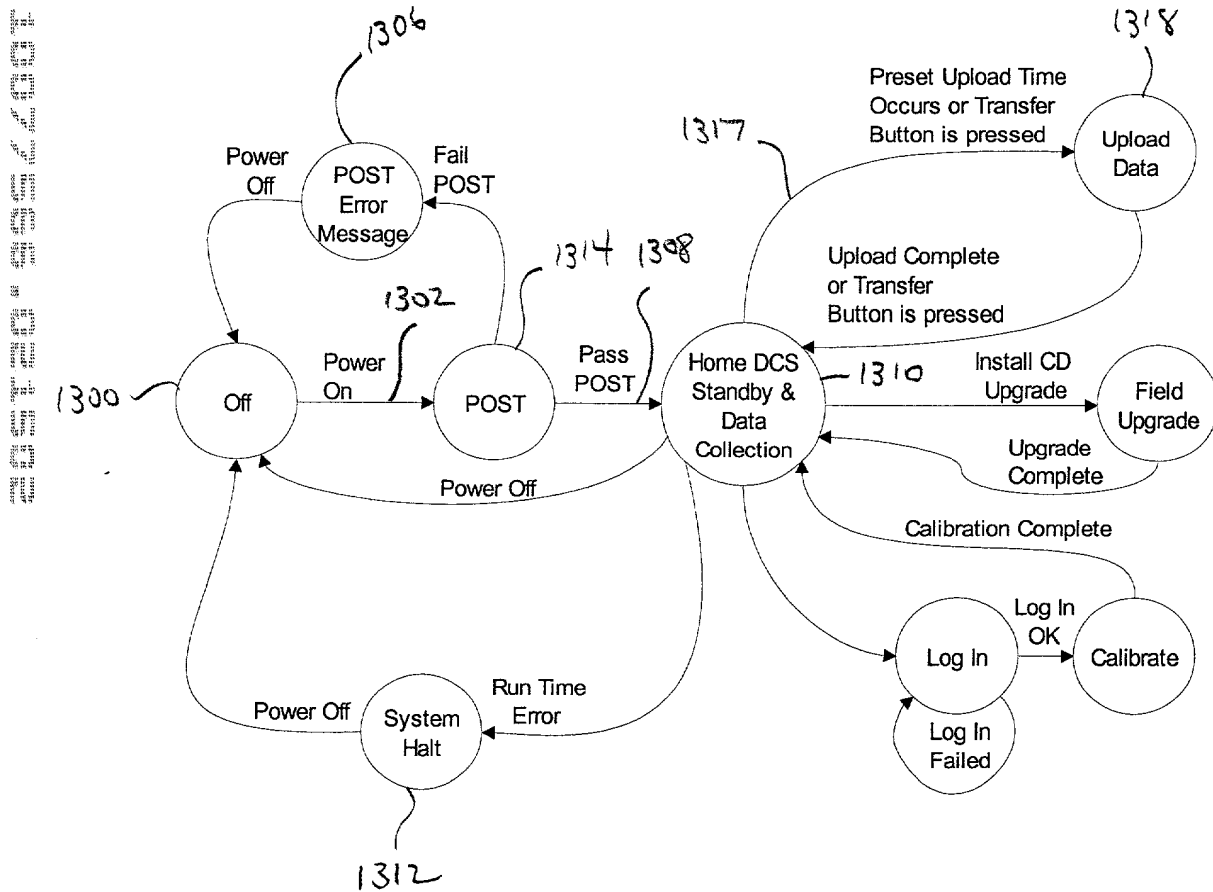 1306
1318
Preset Upload Time
Occurs or Transfer
Button is pressed
1317
Upload
Data
Power
Off
POST
Error
Message
Fail
POST
1314
1308
Upload Complete
or Transfer
Button is pressed
1302
1300
Off
Power
On
POST
Pass
POST
Home DCS
Standby &
Data
Collection
1310
Install CD
Upgrade
Field
Upgrade
Upgrade
Complete
Power Off
Calibration Complete
Log In
Log In
OK
Calibrate
Log In
Failed
Power Off
System
Halt
Run Time
Error
1312